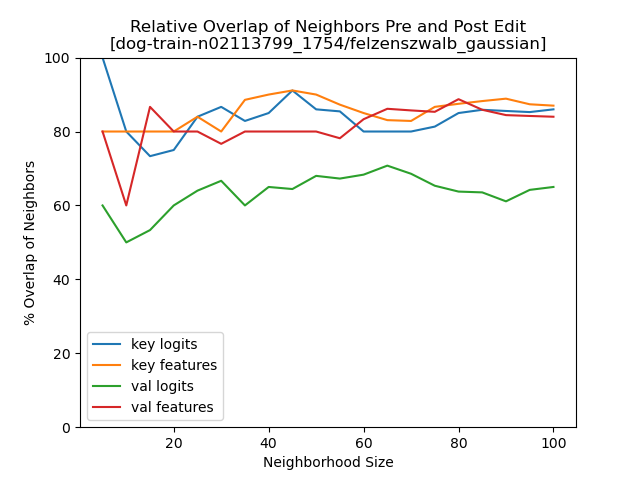 Relative Overlap of Neighbors Pre and Post Edit
[dog-train-n02113799_1754/felzenszwalb_gaussian]
100
80
60
40
20
0
% Overlap of Neighbors
key logits
key features
val logits
val features
20
40
60
80
100
Neighborhood Size